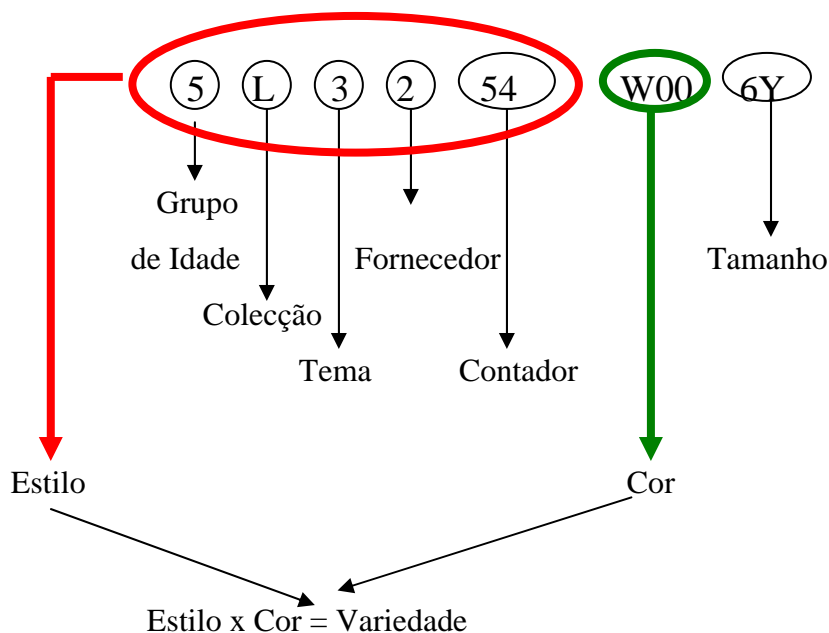 5 L 3 2 54 W00 6Y
Grupo
de Idade Fornecedor Tamanho
Colecção
Tema Contador
Estilo Cor
Estilo x Cor = Variedade